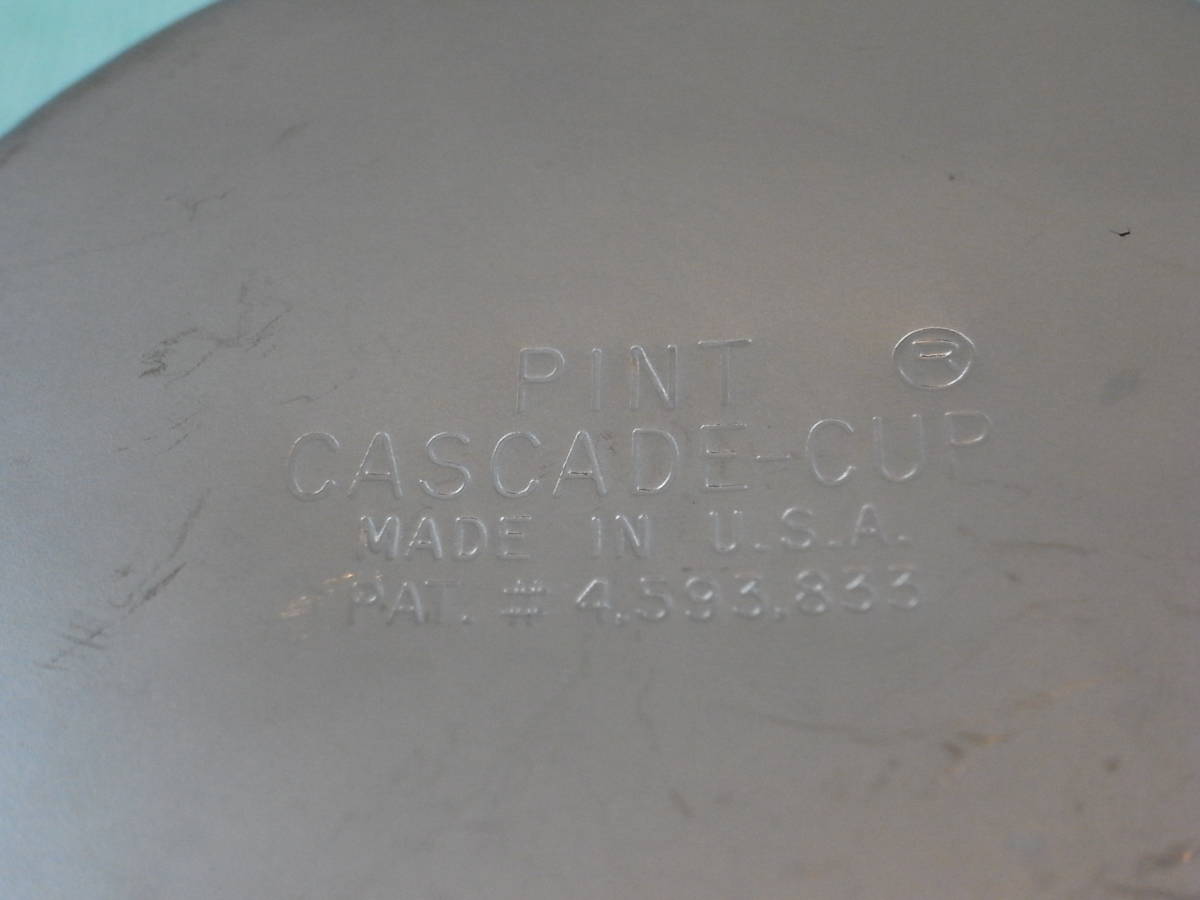 PINT ®
CASCADE-CUP
MADE IN U.S.A.
PAT. # 4,593,833